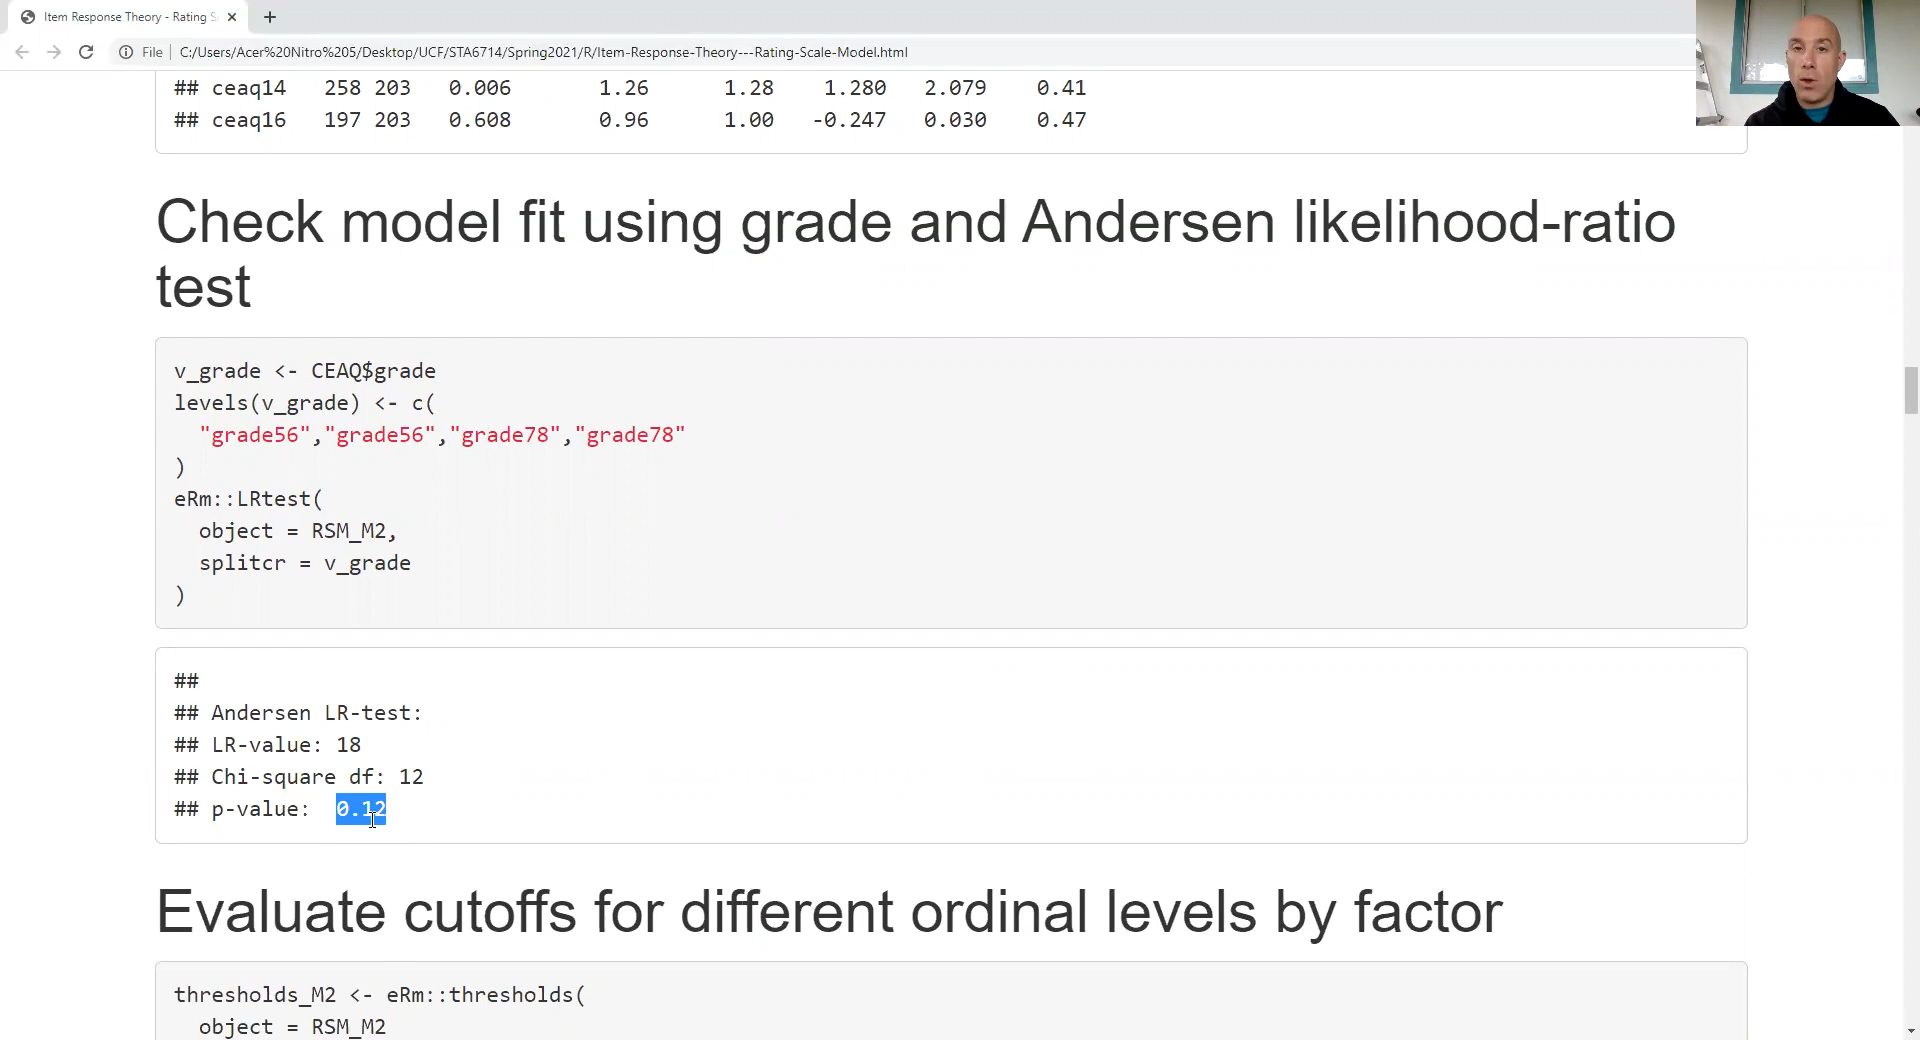 Item Response Theory - Rating S
File
C:/Users/Acer%20Nitro%205/Desktop/UCF/STA6714/Spring2021/R/Item-Response-Theory---Rating-Scale-Model.html
## ceaq14 258 203 0.006 1.26 1.28 1.280 2.079 0.41
## ceaq16 197 203 0.608 0.96 1.00 -0.247 0.030 0.47
Check model fit using grade and Andersen likelihood-ratio
test
v_grade <- CEAQ$grade
levels(v_grade) <- c(
"grade56","grade56","grade78","grade78"
)
eRm::LRtest(
object = RSM_M2,
splitcr = v_grade
)
##
## Andersen LR-test:
## LR-value: 18
## Chi-square df: 12
## p-value: 0.12
Evaluate cutoffs for different ordinal levels by factor
thresholds_M2 <- eRm::thresholds(
object = RSM_M2